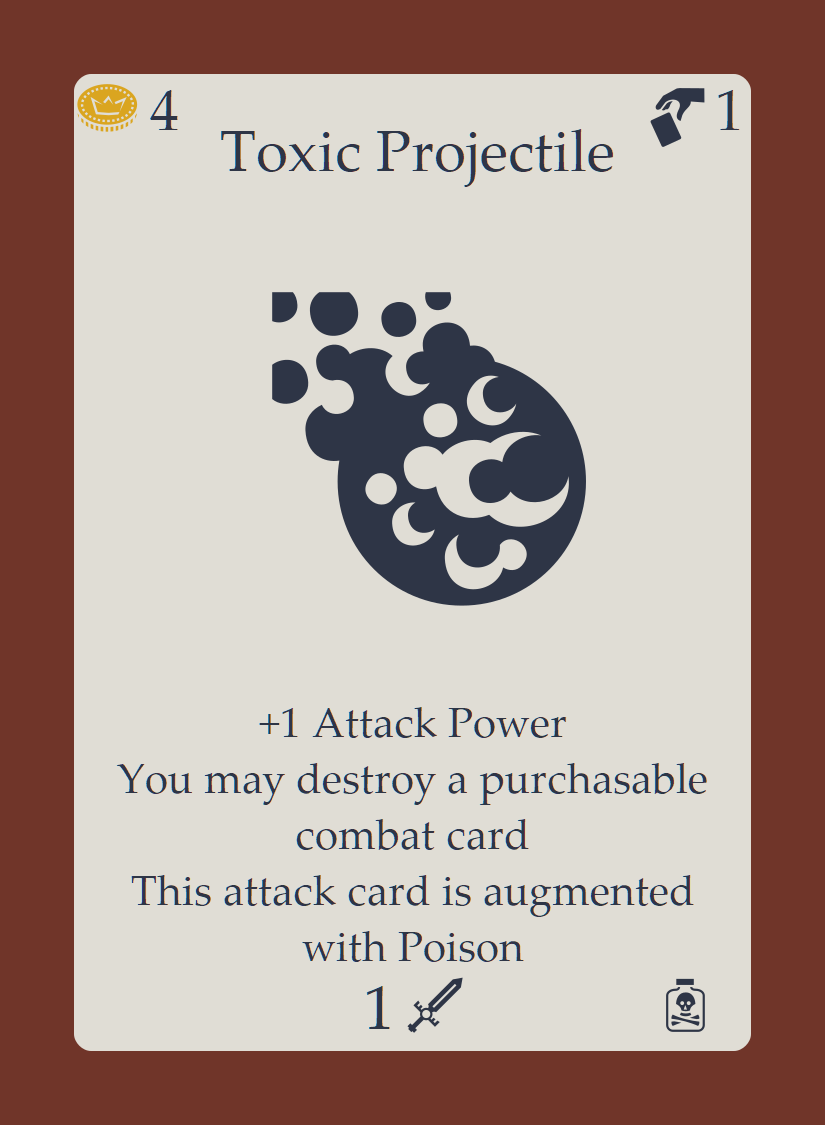 4
1
Toxic Projectile
+1 Attack Power
You may destroy a purchasable
combat card
This attack card is augmented
with Poison
1